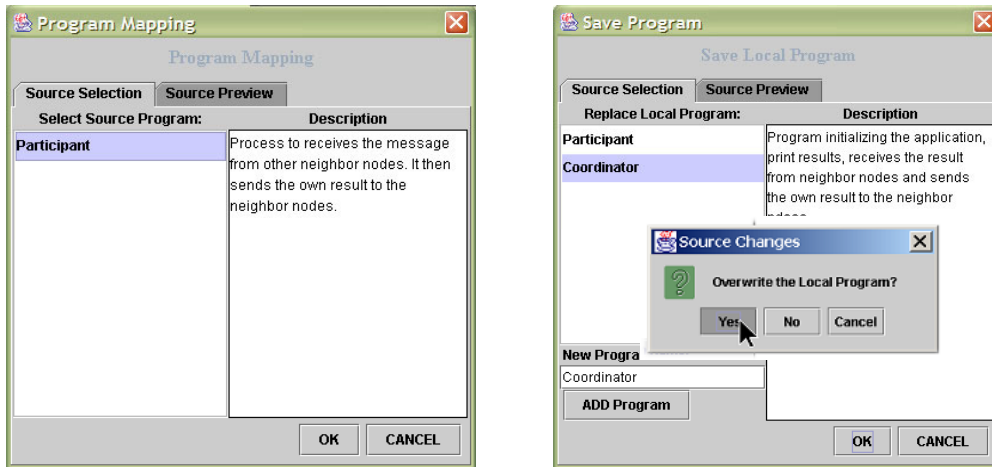 Program Mapping
Program Mapping
Source Selection
Source Preview
Select Source Program:
Description
Participant
Process to receives the message
from other neighbor nodes. It then
sends the own result to the
neighbor nodes.
OK
CANCEL
Save Program
Save Local Program
Source Selection
Source Preview
Replace Local Program:
Description
Participant
Coordinator
Program initializing the application,
print results, receives the result
from neighbor nodes and sends
the own result to the neighbor
Source Changes
Overwrite the Local Program?
Yes
No
Cancel
New Progra
Coordinator
ADD Program
OK
CANCEL